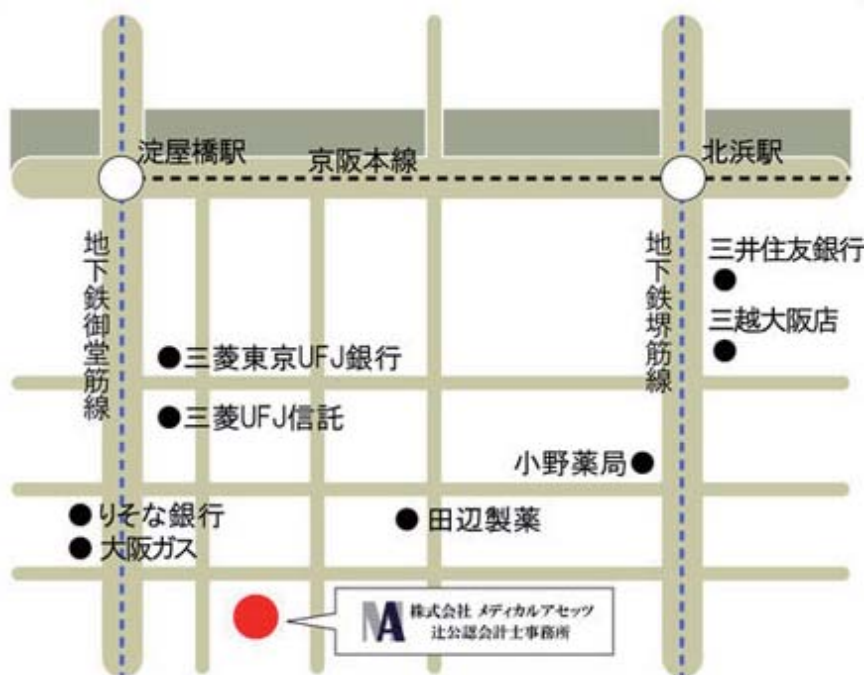 淀屋橋駅
京阪本線
北浜駅
地下鉄御堂筋線
地下鉄堺筋線
三井住友銀行
三越大阪店
三菱東京UFJ銀行
三菱UFJ信託
小野薬局
りそな銀行
田辺製薬
大阪ガス
MA
株式会社 メディカルアセッツ
辻公認会計士事務所